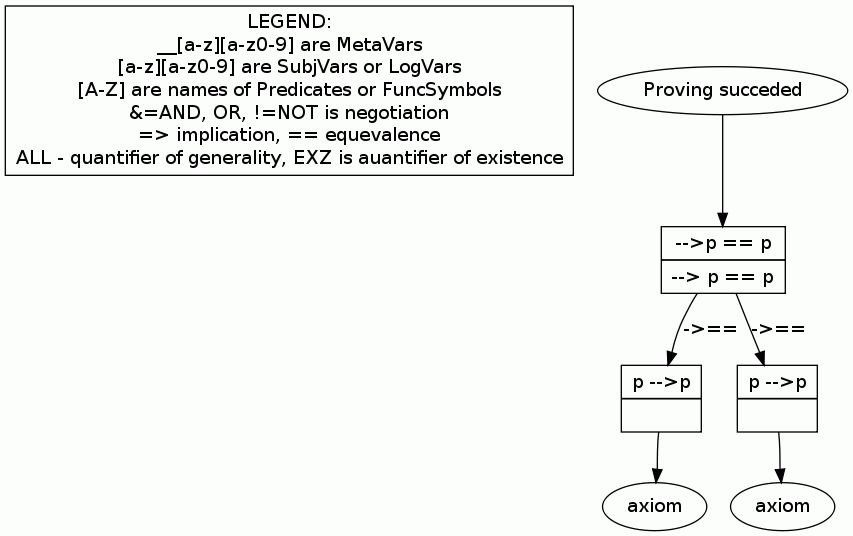 LEGEND:
__[a-z][a-z0-9] are MetaVars
[a-z][a-z0-9] are SubjVars or LogVars
[A-Z] are names of Predicates or FuncSymbols
&=AND, OR, !=NOT is negotiation
=> implication, == equevalence
ALL - quantifier of generality, EXZ is auantifier of existence
Proving succeded
-->p == p
--> p == p
->== ->==
p -->p p -->p
axiom axiom